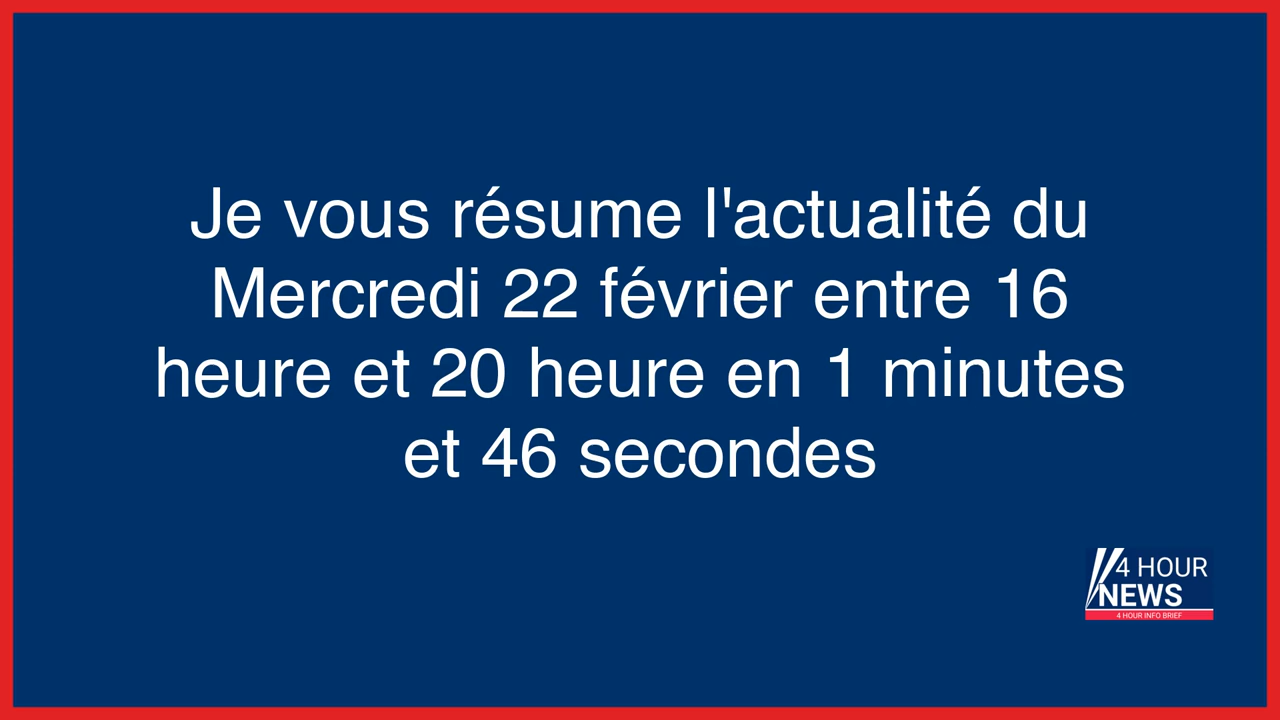 Je vous résume l'actualité du
Mercredi 22 février entre 16
heure et 20 heure en 1 minutes
et 46 secondes
4 HOUR
NEWS
4 HOUR INFO BRIEF